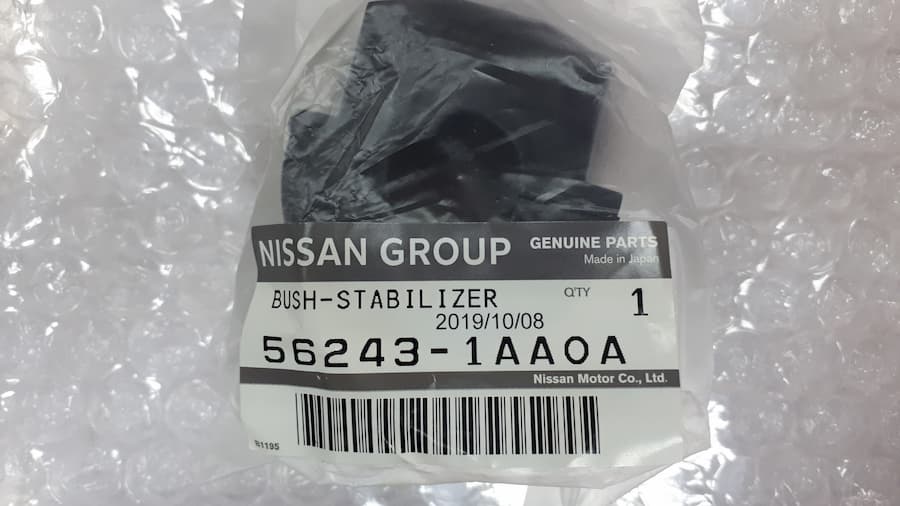 NISSAN GROUP GENUINE PARTS
Made in Japan
BUSH-STABILIZER Q'TY 1
2019/10/08
56243-1AA0A
Nissan Motor Co., Ltd.
B1195